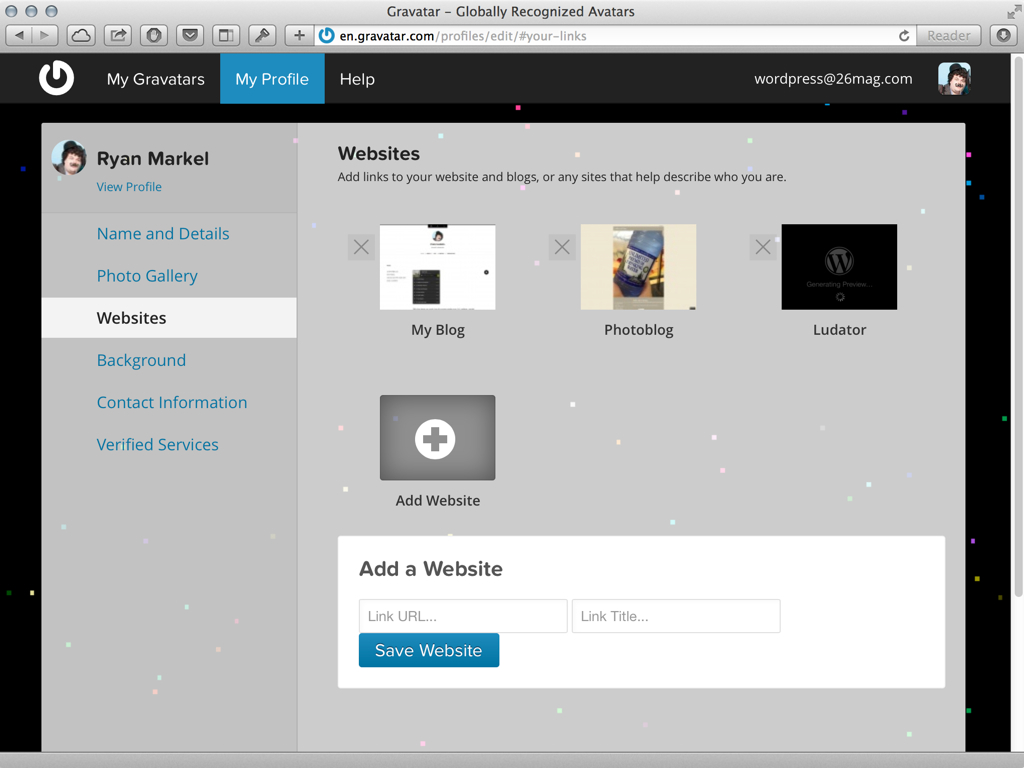 Gravatar – Globally Recognized Avatars
en.gravatar.com/profiles/edit/#your-links
Reader
My Gravatars
My Profile
Help
wordpress@26mag.com
Ryan Markel
View Profile
Name and Details
Photo Gallery
Websites
Background
Contact Information
Verified Services
Websites
Add links to your website and blogs, or any sites that help describe who you are.
Generating Preview...
My Blog
Photoblog
Ludator
Add Website
Add a Website
Link URL...
Link Title...
Save Website